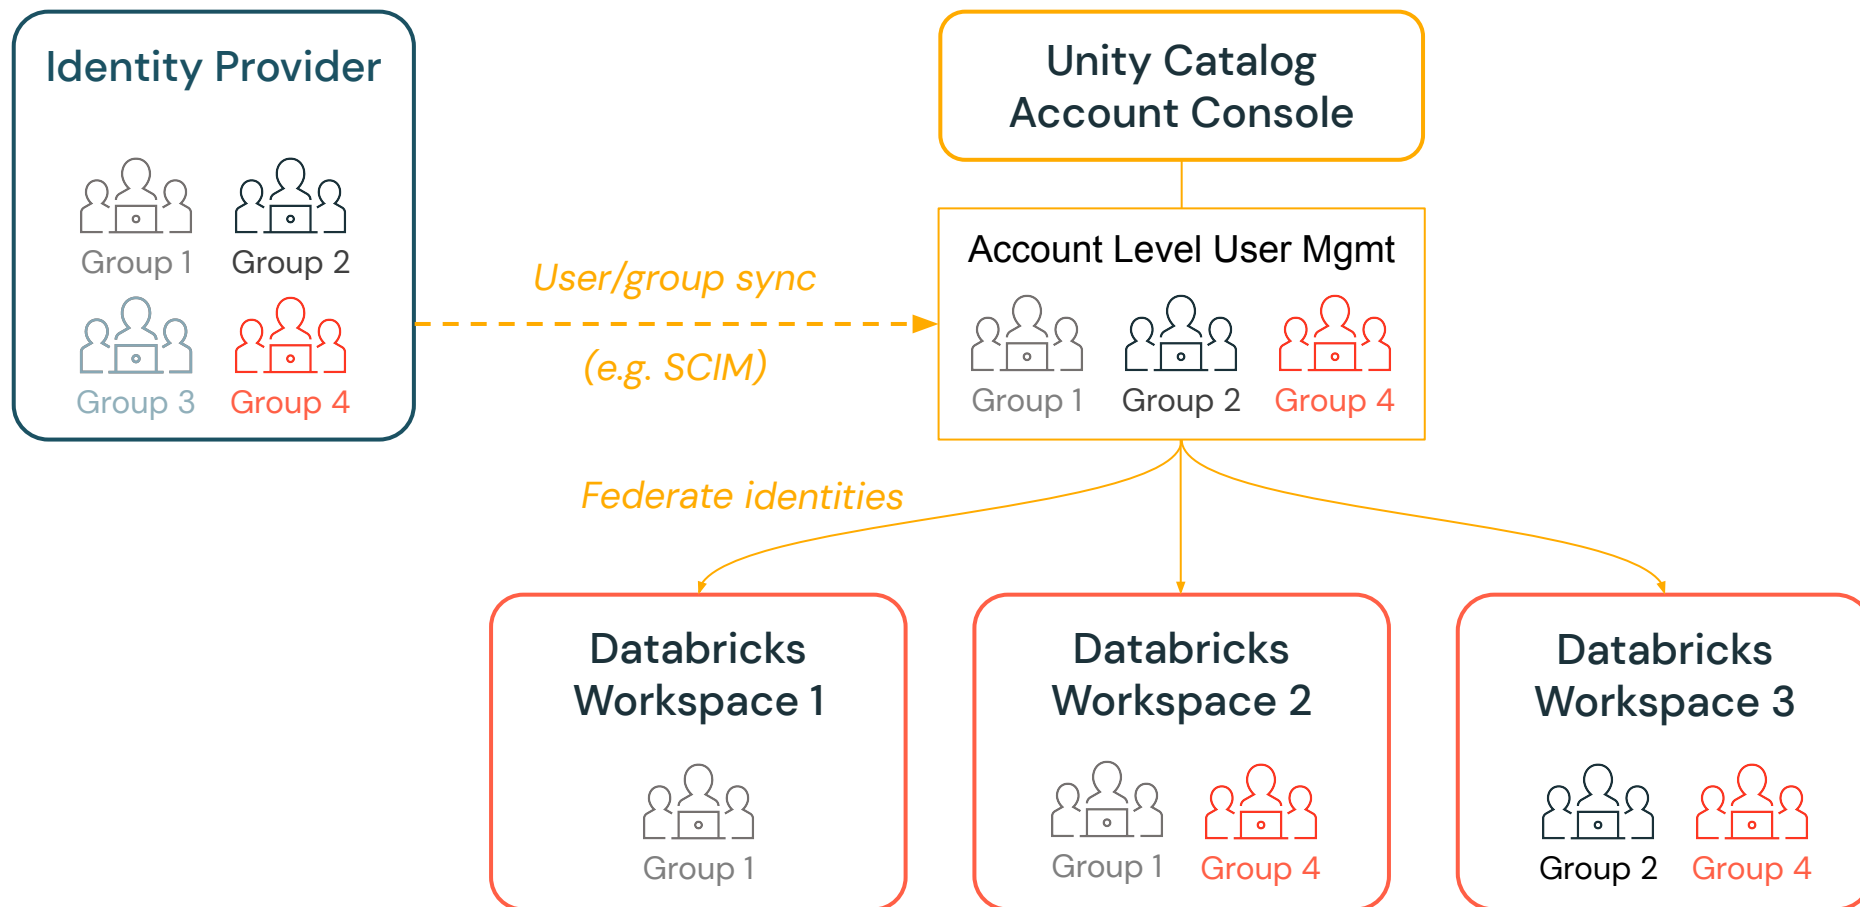 Identity Provider
Group 1
Group 2
Group 3
Group 4
User/group sync
(e.g. SCIM)
Unity Catalog
Account Console
Account Level User Mgmt
Group 1
Group 2
Group 4
Federate identities
Databricks
Workspace 1
Group 1
Databricks
Workspace 2
Group 1
Group 4
Databricks
Workspace 3
Group 2
Group 4